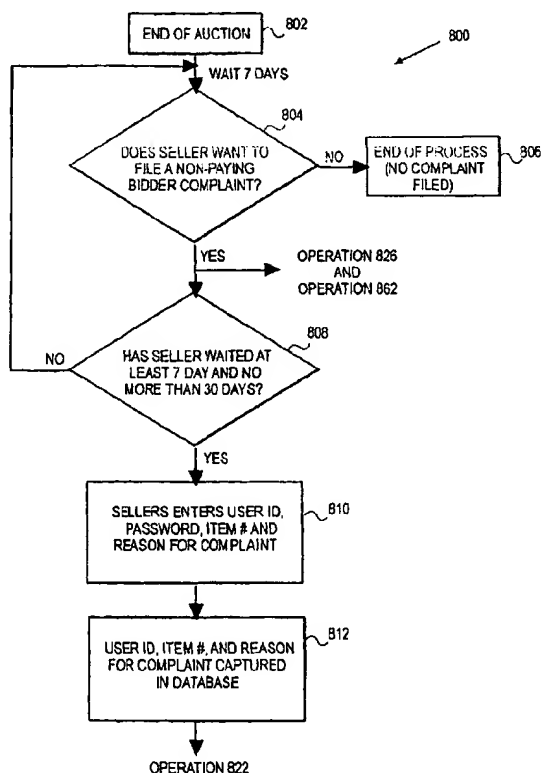 END OF AUCTION
802
800
WAIT 7 DAYS
804
DOES SELLER WANT TO
FILE A NON-PAYING
BIDDER COMPLAINT?
NO
END OF PROCESS
(NO COMPLAINT
FILED)
806
YES
OPERATION 826
AND
OPERATION 862
808
NO
HAS SELLER WAITED AT
LEAST 7 DAY AND NO
MORE THAN 30 DAYS?
YES
SELLERS ENTERS USER ID,
PASSWORD, ITEM # AND
REASON FOR COMPLAINT
810
USER ID, ITEM #, AND REASON
FOR COMPLAINT CAPTURED
IN DATABASE
812
OPERATION 822